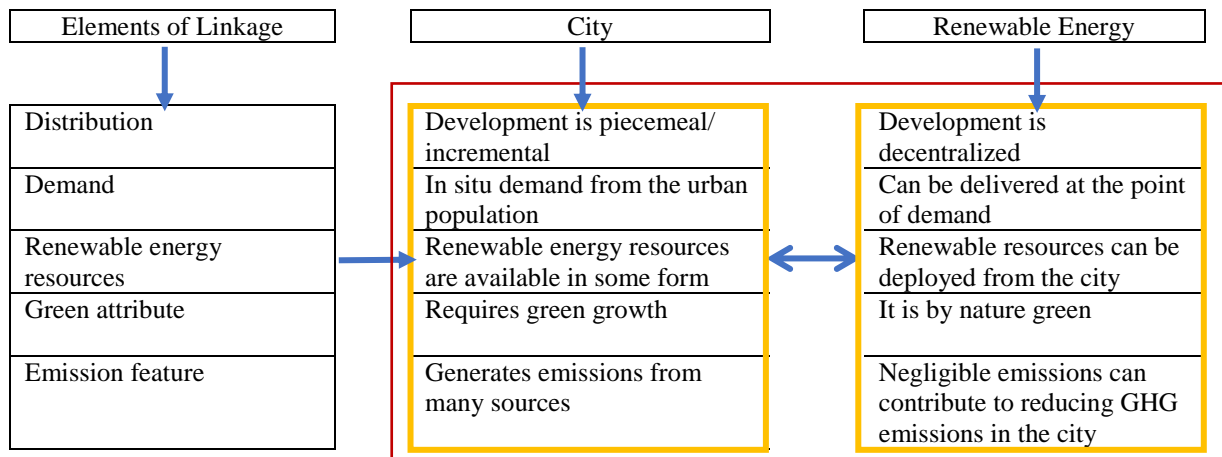 Elements of Linkage
City
Renewable Energy
Distribution
Development is piecemeal/
incremental
Development is
decentralized
Demand
In situ demand from the urban
population
Can be delivered at the point
of demand
Renewable energy
resources
Renewable energy resources
are available in some form
Renewable resources can be
deployed from the city
Green attribute
Requires green growth
It is by nature green
Emission feature
Generates emissions from
many sources
Negligible emissions can
contribute to reducing GHG
emissions in the city